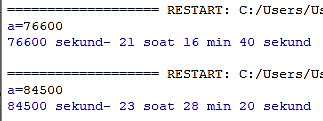 =================== RESTART: C:/Users/Us
a=76600
76600 sekund- 21 soat 16 min 40 sekund
=================== RESTART: C:/Users/Us
a=84500
84500 sekund- 23 soat 28 min 20 sekund